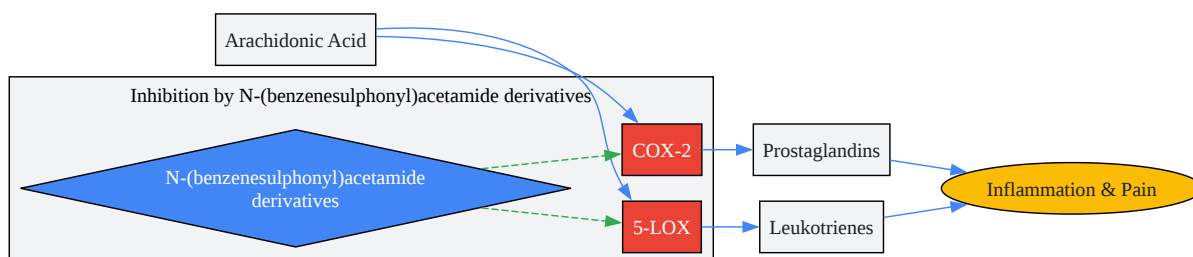 Arachidonic Acid
Inhibition by N-(benzenesulphonyl)acetamide derivatives
N-(benzenesulphonyl)acetamide
derivatives
COX-2
Prostaglandins
5-LOX
Leukotrienes
Inflammation & Pain